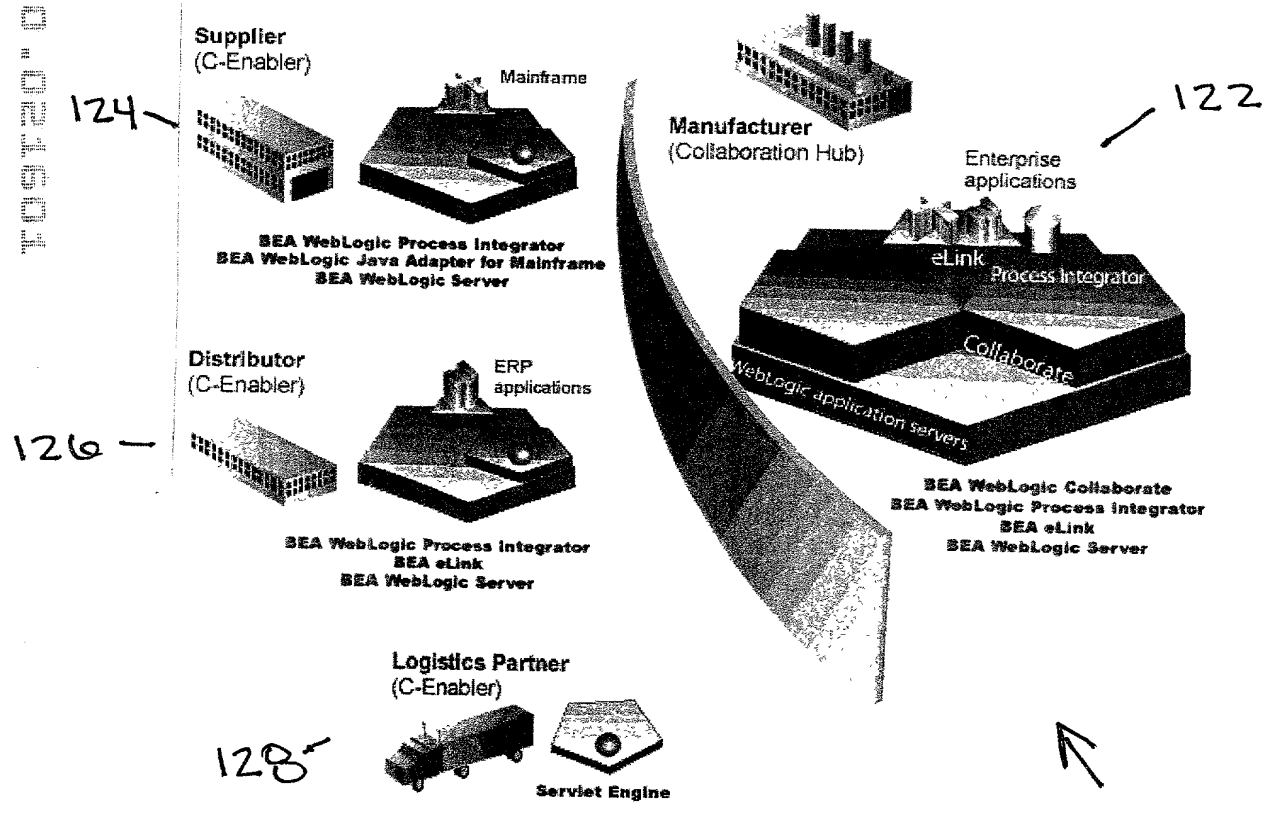 Supplier
(C-Enabler)
Mainframe
124
BEA WebLogic Process Integrator
BEA WebLogic Java Adapter for Mainframe
BEA WebLogic Server
Manufacturer
(Collaboration Hub)
122
Enterprise
applications
eLink
Process Integrator
Collaborate
WebLogic application servers
BEA WebLogic Collaborate
BEA WebLogic Process Integrator
BEA eLink
BEA WebLogic Server
Distributor
(C-Enabler)
ERP
applications
126
BEA WebLogic Process Integrator
BEA eLink
BEA WebLogic Server
Logistics Partner
(C-Enabler)
128
Servlet Engine